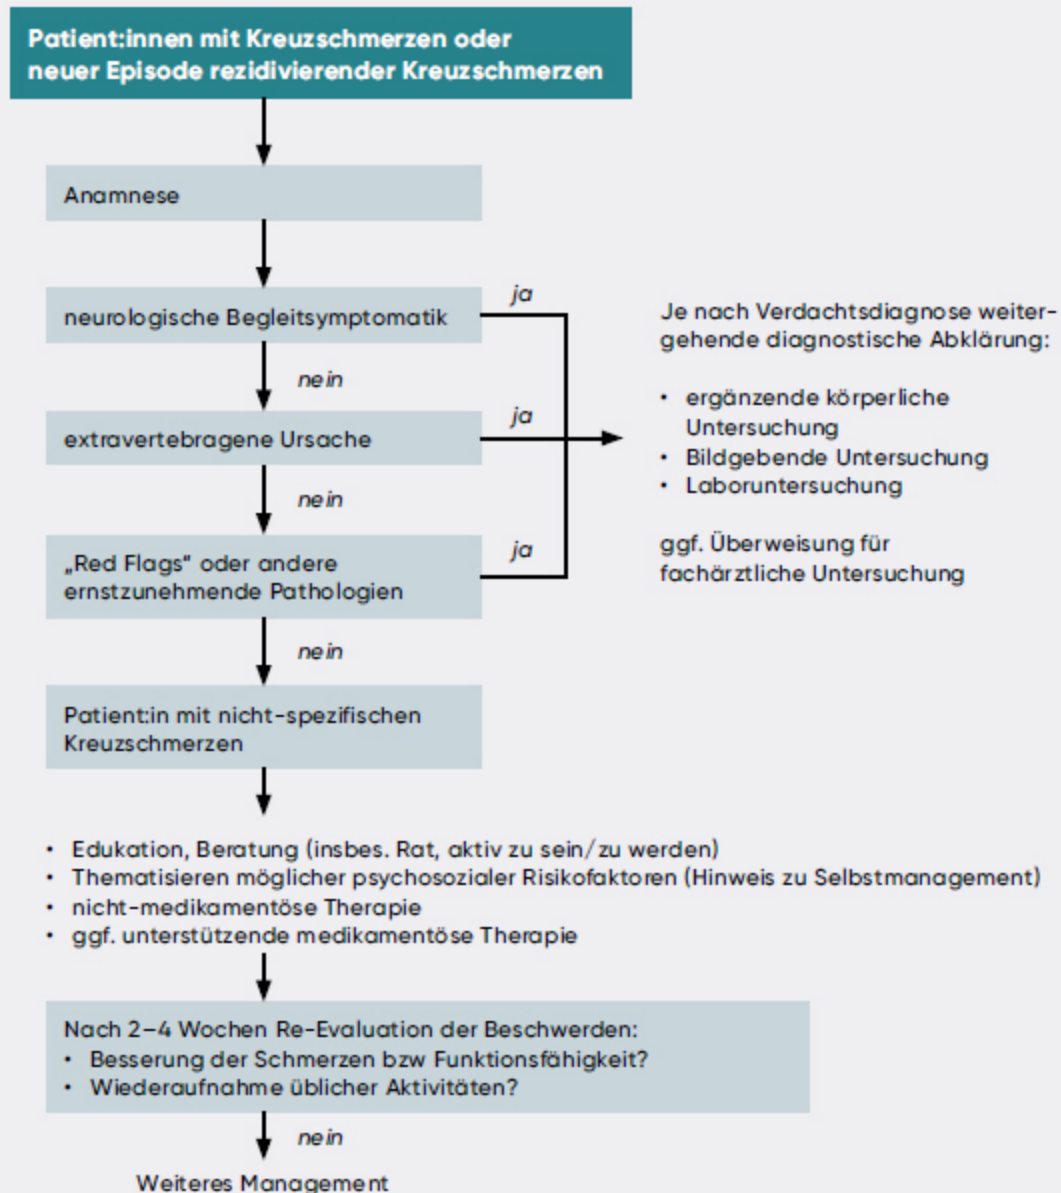 Patient:innen mit Kreuzschmerzen oder
neuer Episode rezidivierender Kreuzschmerzen
Anamnese
neurologische Begleitsymptomatik
ja
nein
extravertebragene Ursache
ja
nein
„Red Flags“ oder andere
ernstzunehmende Pathologien
ja
nein
Je nach Verdachtsdiagnose weiter-
gehende diagnostische Abklärung:
• ergänzende körperliche
Untersuchung
• Bildgebende Untersuchung
• Laboruntersuchung
ggf. Überweisung für
fachärztliche Untersuchung
Patient:in mit nicht-spezifischen
Kreuzschmerzen
• Edukation, Beratung (insbes. Rat, aktiv zu sein/zu werden)
• Thematisieren möglicher psychosozialer Risikofaktoren (Hinweis zu Selbstmanagement)
• nicht-medikamentöse Therapie
• ggf. unterstützende medikamentöse Therapie
Nach 2–4 Wochen Re-Evaluation der Beschwerden:
• Besserung der Schmerzen bzw Funktionsfähigkeit?
• Wiederaufnahme üblicher Aktivitäten?
nein
Weiteres Management